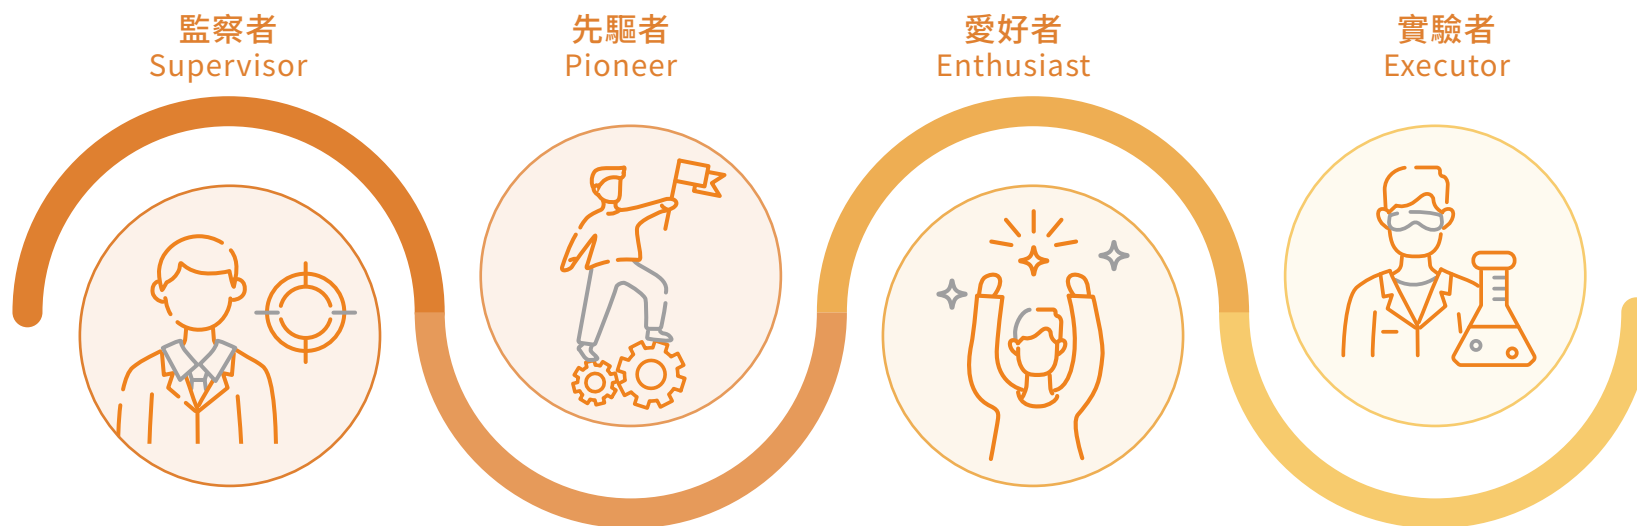 監察者
Supervisor
先驅者
Pioneer
愛好者
Enthusiast
實驗者
Executor